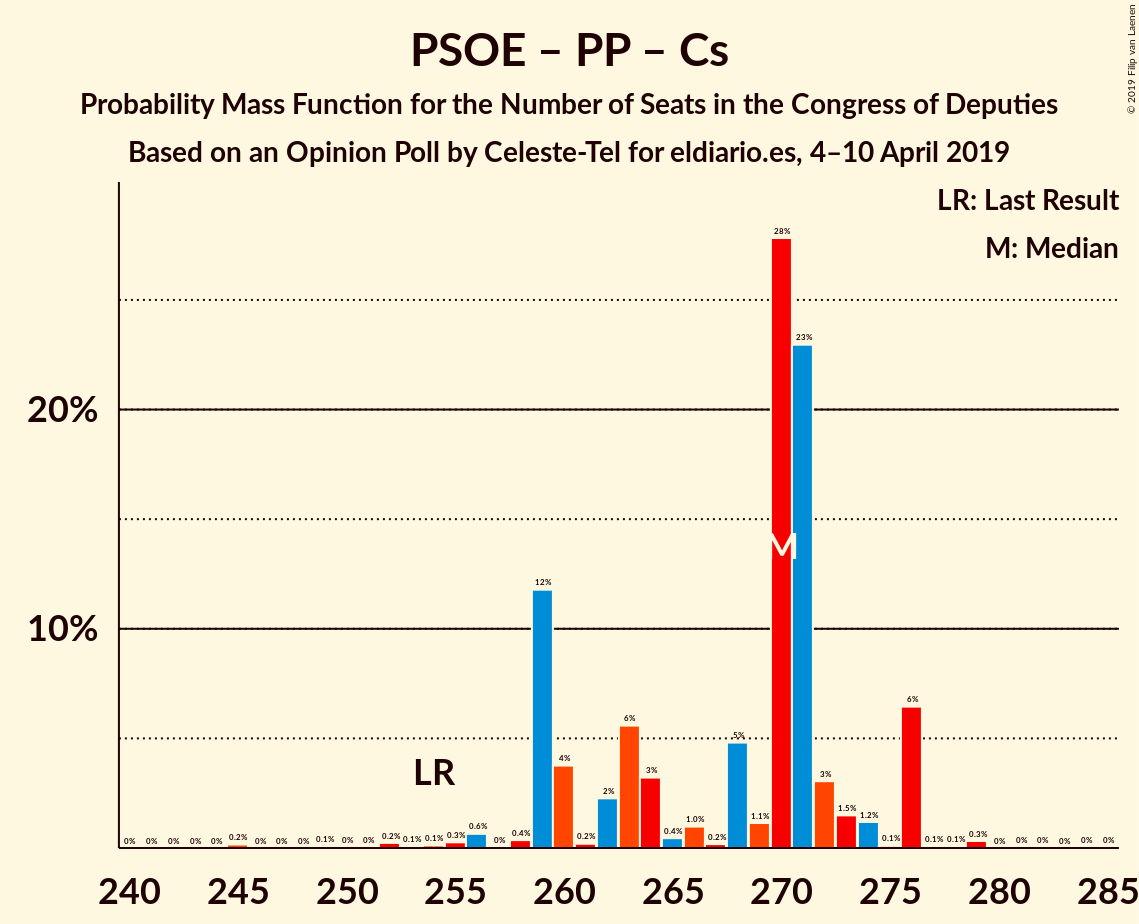 PSOE – PP – Cs
Probability Mass Function for the Number of Seats in the Congress of Deputies
Based on an Opinion Poll by Celeste-Tel for eldiario.es, 4–10 April 2019
© 2019 Filip van Laenen
LR: Last Result
M: Median
28%
23%
20%
M
12%
10%
6%
6%
5%
LR
4%
3%
3%
2%
1.5%
1.2%
1.1%
1.0%
0% 0% 0% 0% 0% 0.2% 0% 0% 0% 0.1% 0% 0% 0.2% 0.1% 0.1% 0.3% 0.6% 0% 0.4% 0.2% 0.4% 0.2% 0.1% 0.1% 0.1% 0.3% 0% 0% 0% 0% 0% 0%
240 245 250 255 260 265 270 275 280 285